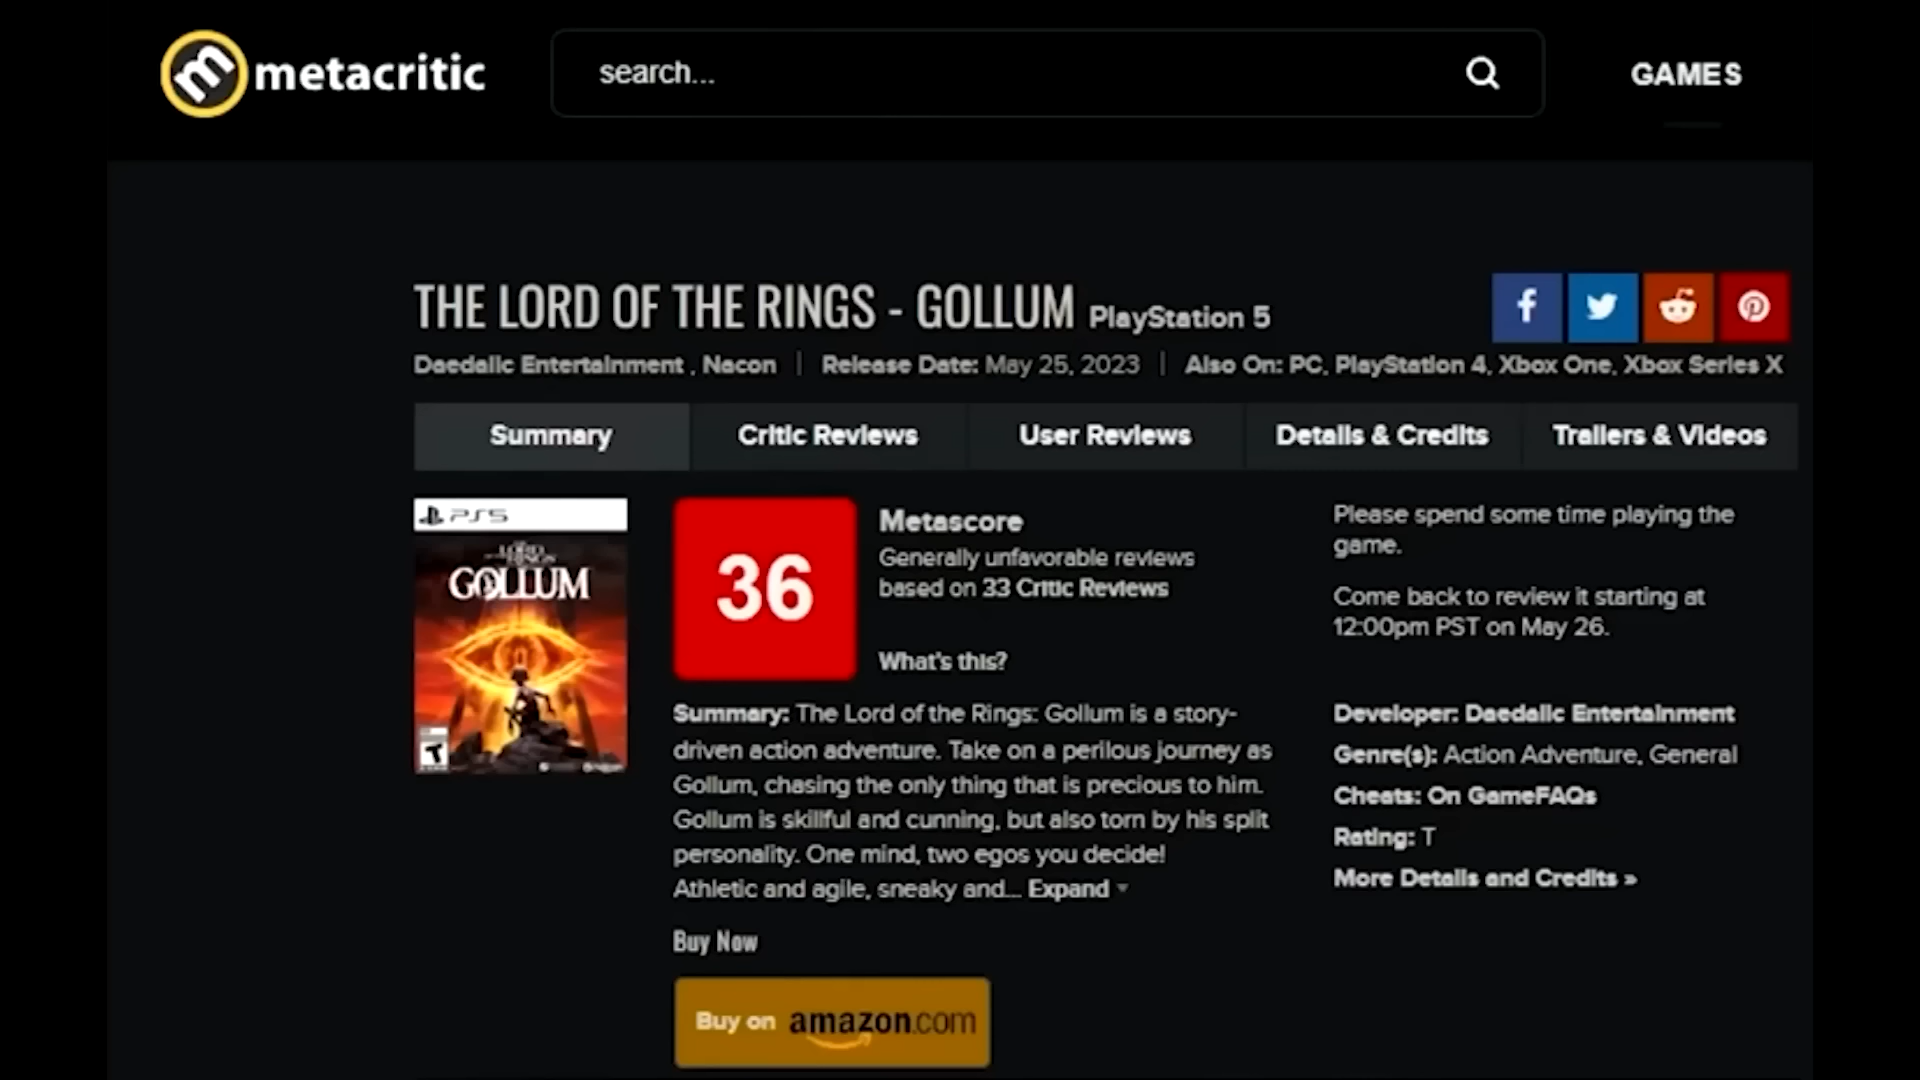 metacritic
search...
GAMES
THE LORD OF THE RINGS - GOLLUM PlayStation 5
Daedalic Entertainment , Nacon | Release Date: May 25, 2023 | Also On: PC, PlayStation 4, Xbox One, Xbox Series X
Summary
Critic Reviews
User Reviews
Details & Credits
Trailers & Videos
PS5
THE LORD OF THE RINGS
GOLLUM
T
36
Metascore
Generally unfavorable reviews
based on 33 Critic Reviews
What's this?
Summary: The Lord of the Rings: Gollum is a story-
driven action adventure. Take on a perilous journey as
Gollum, chasing the only thing that is precious to him.
Gollum is skillful and cunning, but also torn by his split
personality. One mind, two egos you decide!
Athletic and agile, sneaky and... Expand
Buy Now
Buy on amazon.com
Please spend some time playing the
game.
Come back to review it starting at
12:00pm PST on May 26.
Developer: Daedalic Entertainment
Genre(s): Action Adventure, General
Cheats: On GameFAQs
Rating: T
More Details and Credits »